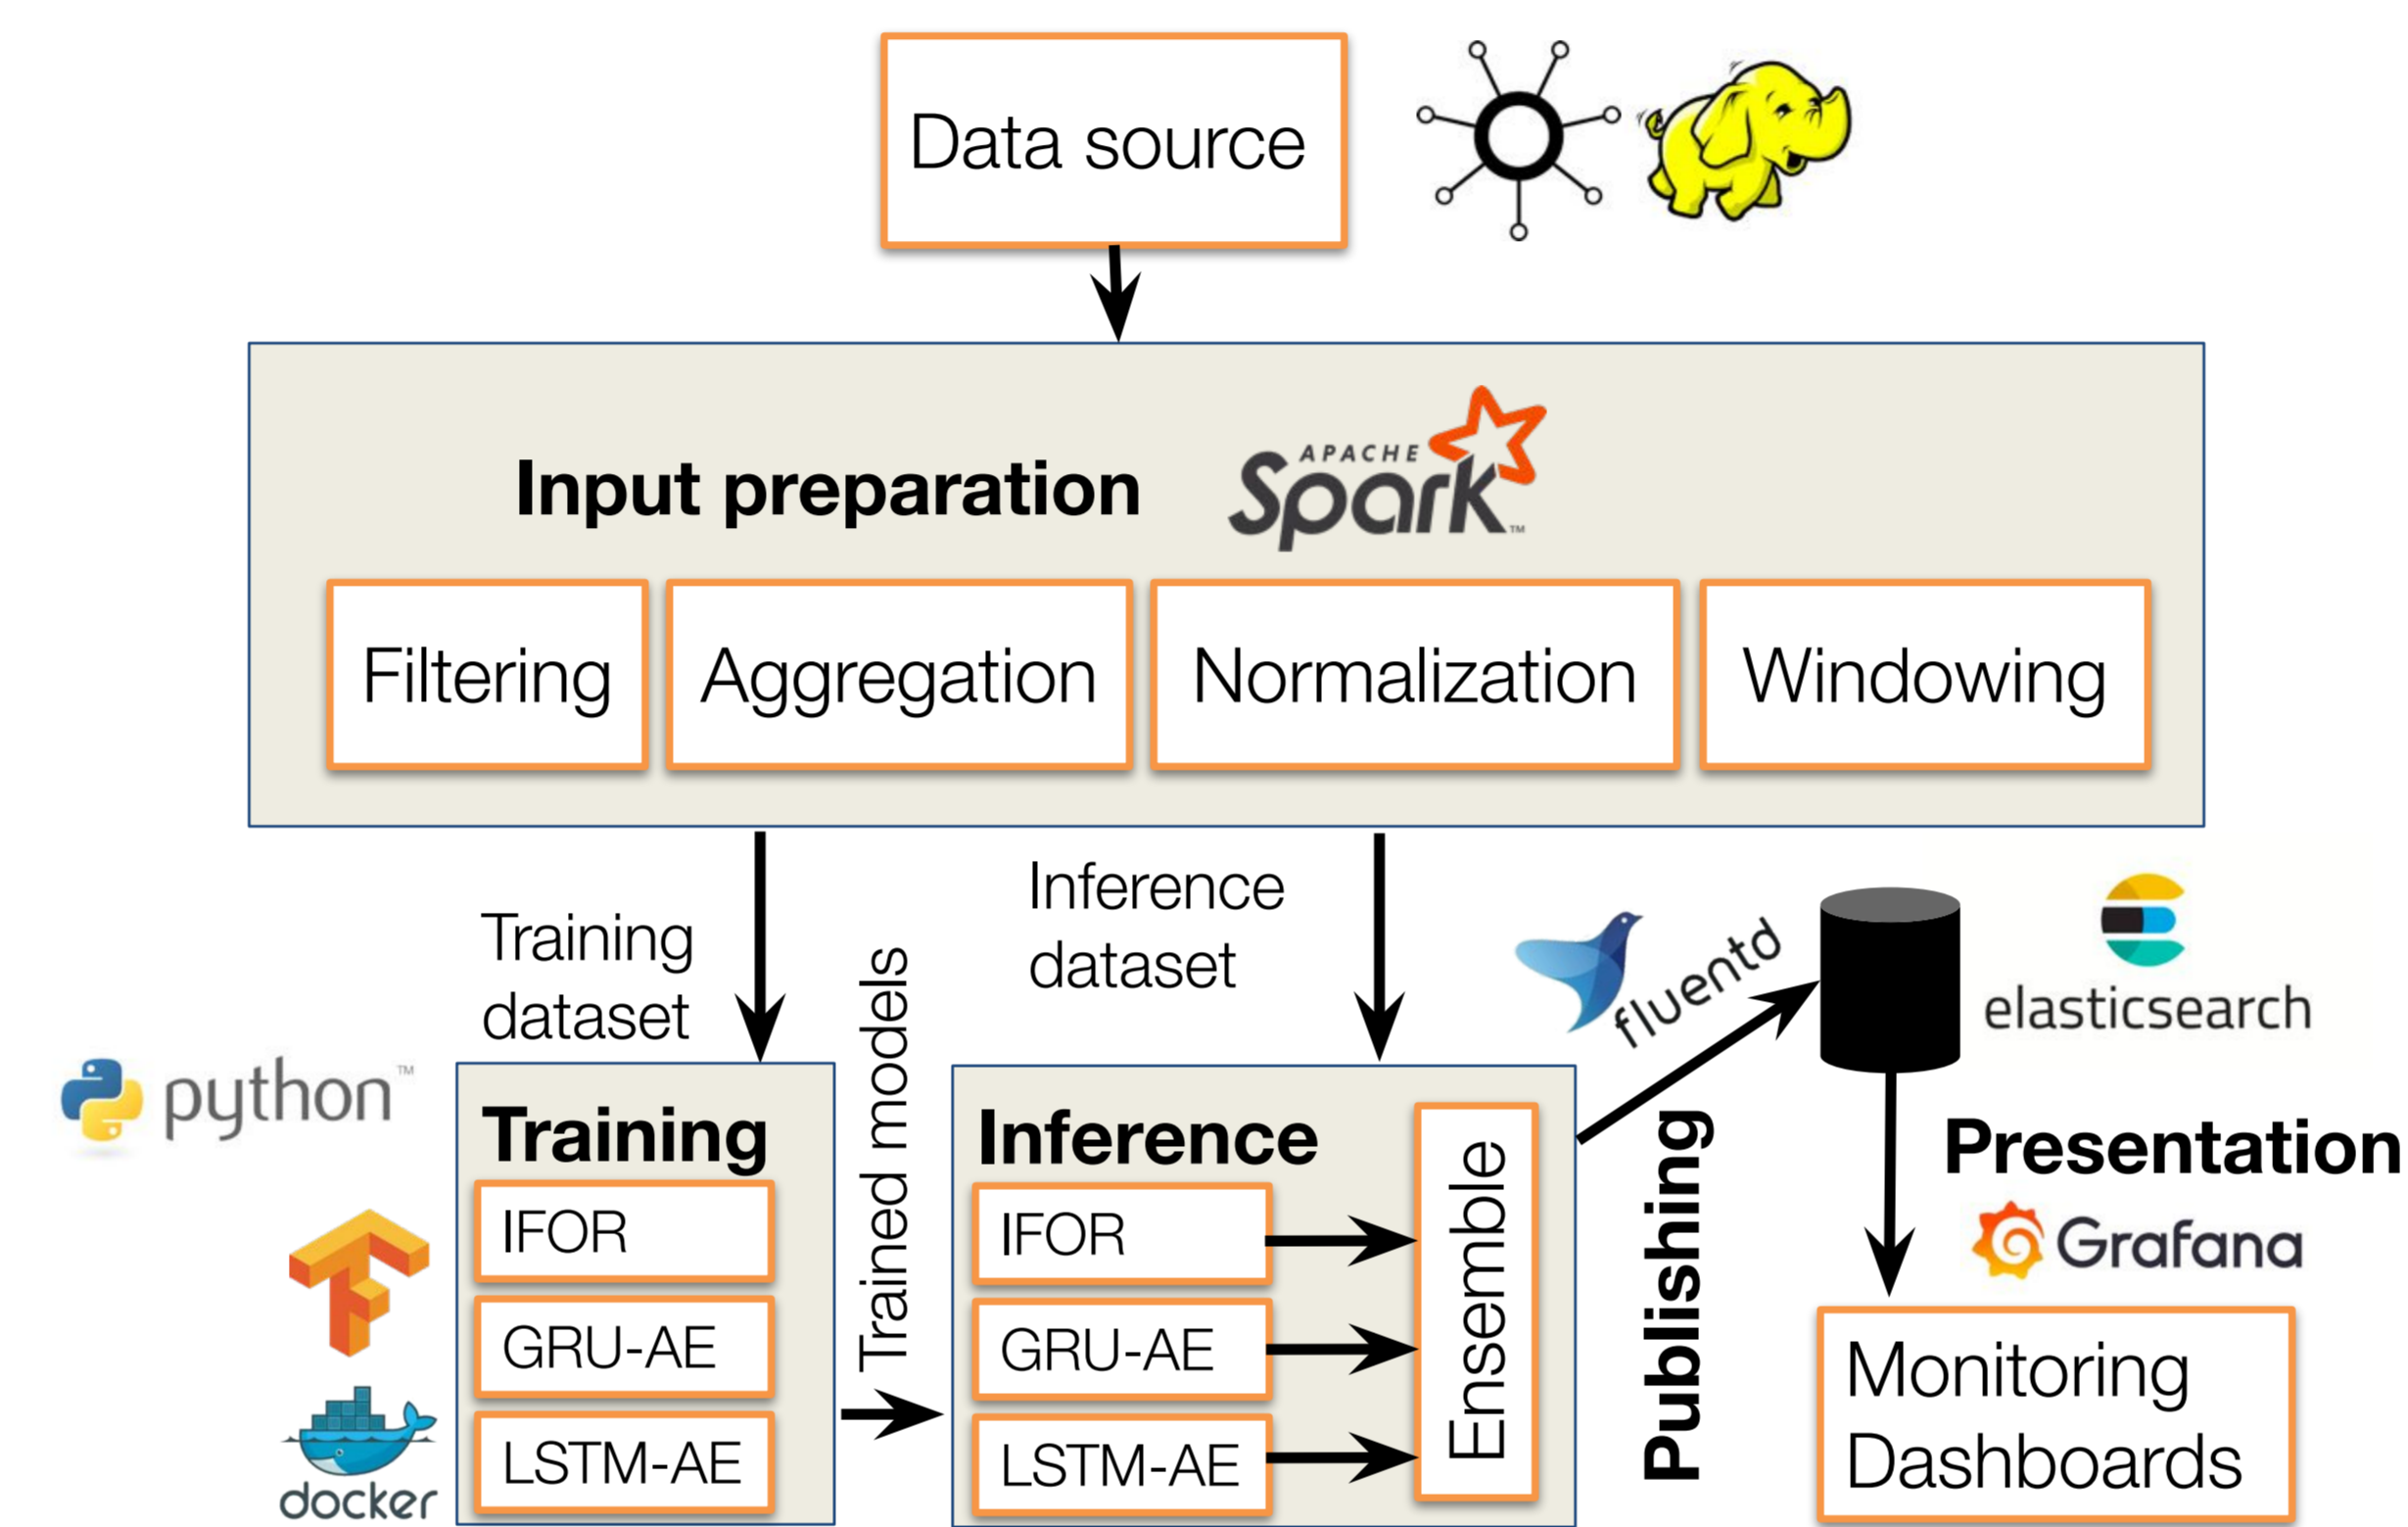 Data source
Input preparation
APACHE
Spark
TM
Filtering
Aggregation
Normalization
Windowing
Training
dataset
Trained models
Inference
dataset
fluentd
elasticsearch
python
TM
docker
Training
IFOR
GRU-AE
LSTM-AE
Inference
IFOR
GRU-AE
LSTM-AE
Ensemble
Publishing
Presentation
Grafana
Monitoring
Dashboards